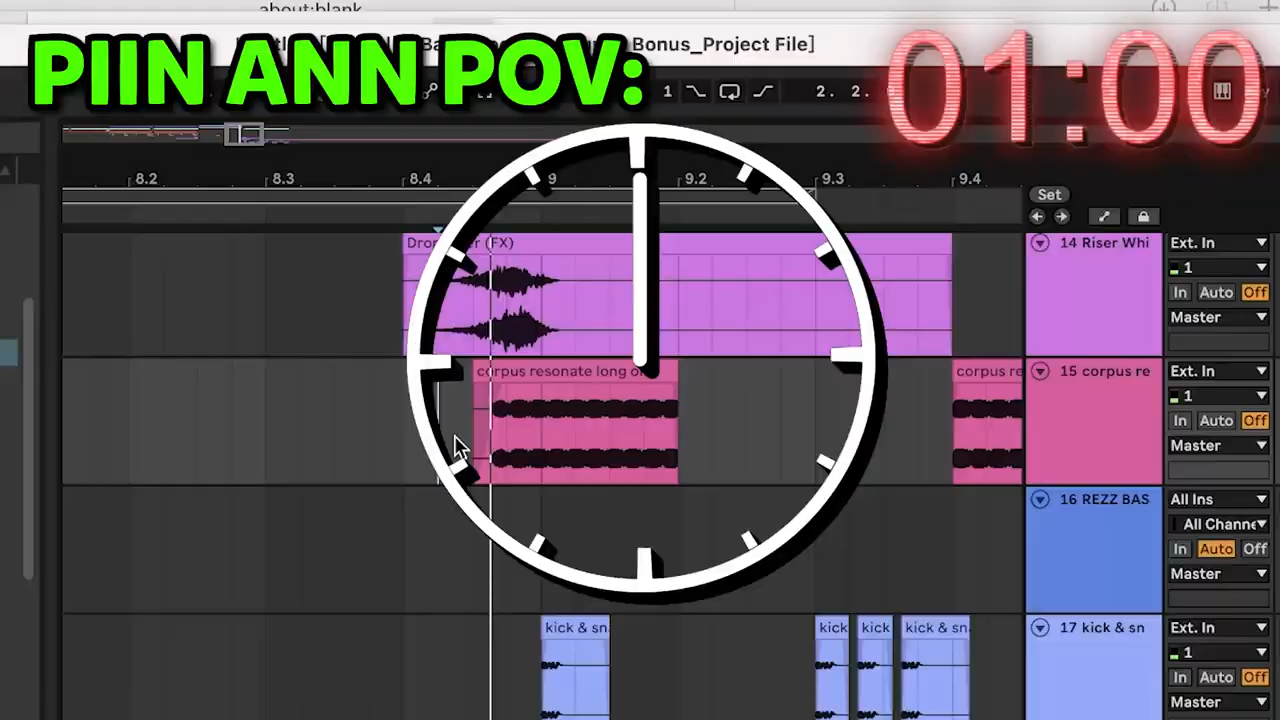 about:blank
PIIN ANN POV:
Bonus_Project File]
01:00
1
2. 2.
8.2 8.3 8.4 9 9.2 9.3 9.4
Set
(FX)
14 Riser Whi
Ext. In
1
In Auto Off
Master
corpus resonate long
corpus re
15 corpus re
Ext. In
1
In Auto Off
Master
16 REZZ BAS
All Ins
All Channe
In Auto Off
Master
kick & sn
kick
kick
kick & sn
17 kick & sn
Ext. In
1
In Auto Off
Master